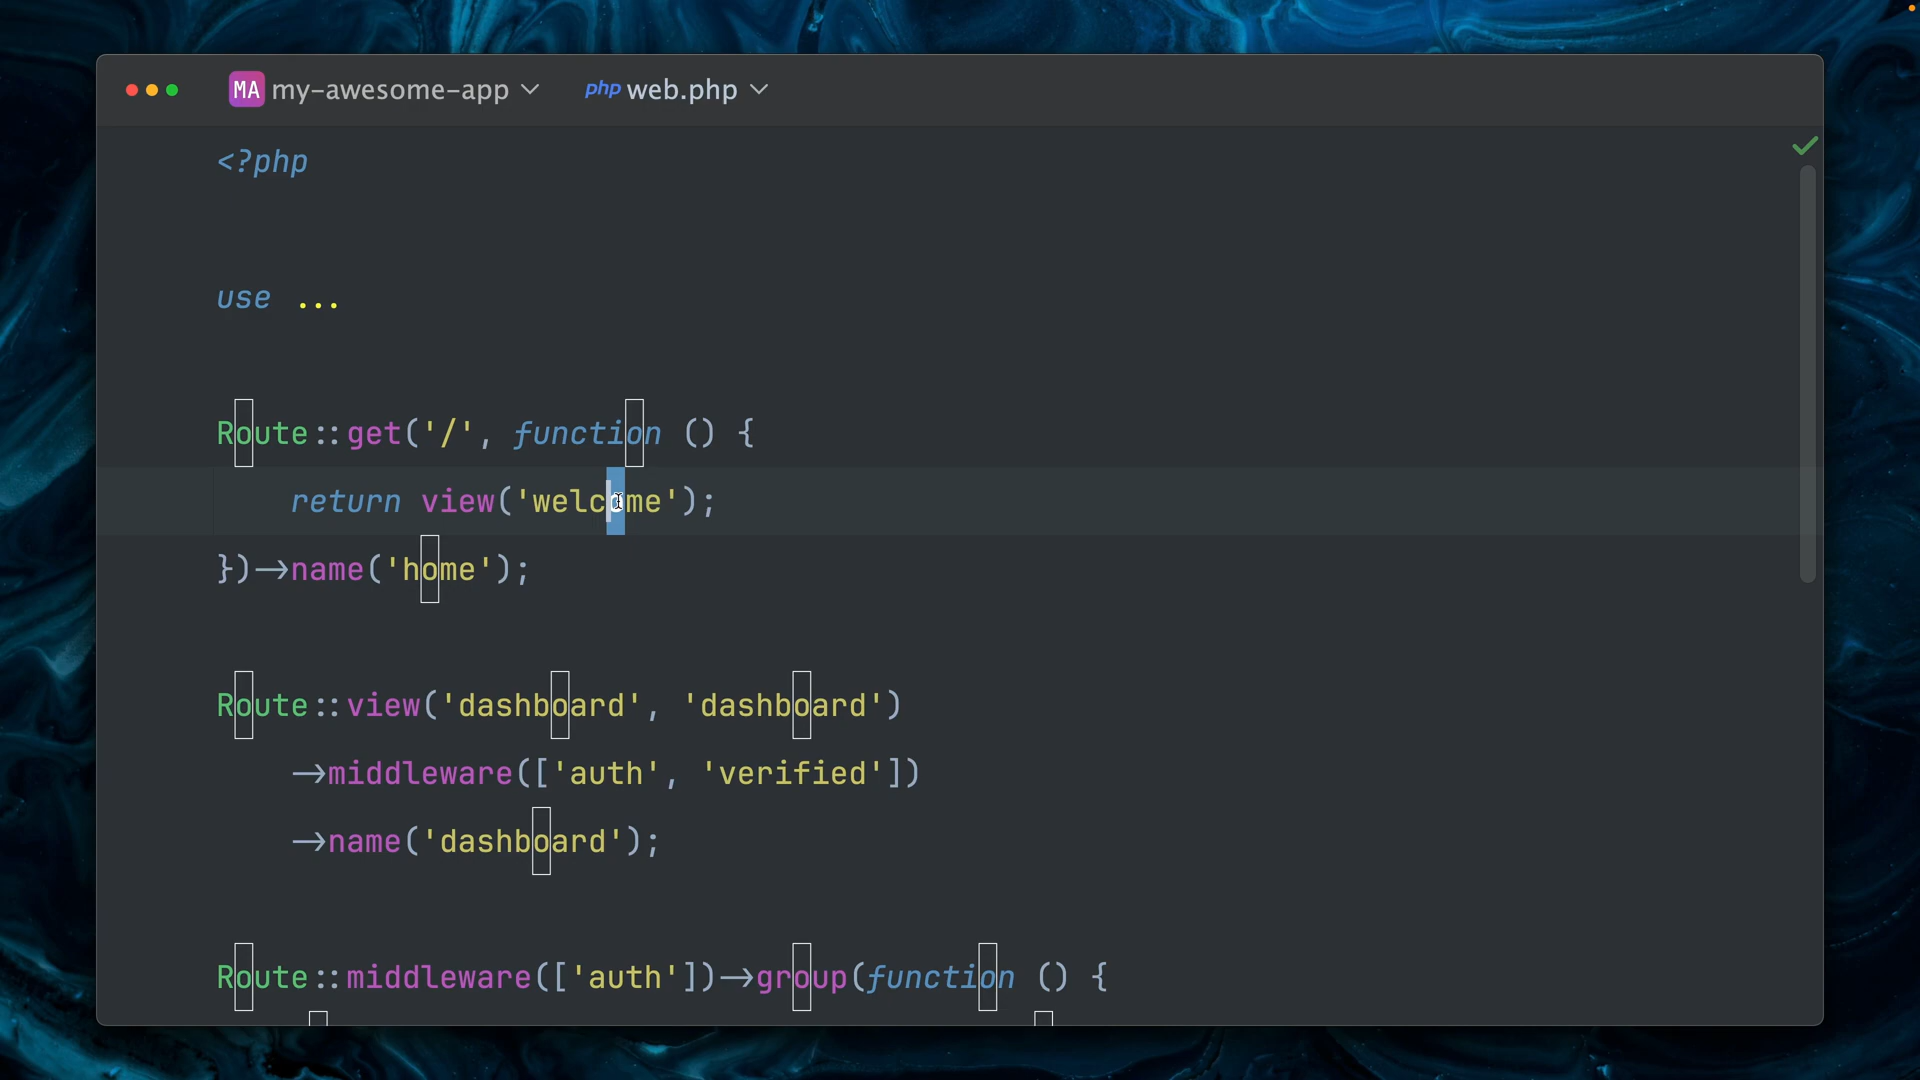 MA my-awesome-app php web.php
<?php
use ...
Route::get('/', function () {
    return view('welcome');
})->name('home');
Route::view('dashboard', 'dashboard')
    ->middleware(['auth', 'verified'])
    ->name('dashboard');
Route::middleware(['auth'])->group(function () {